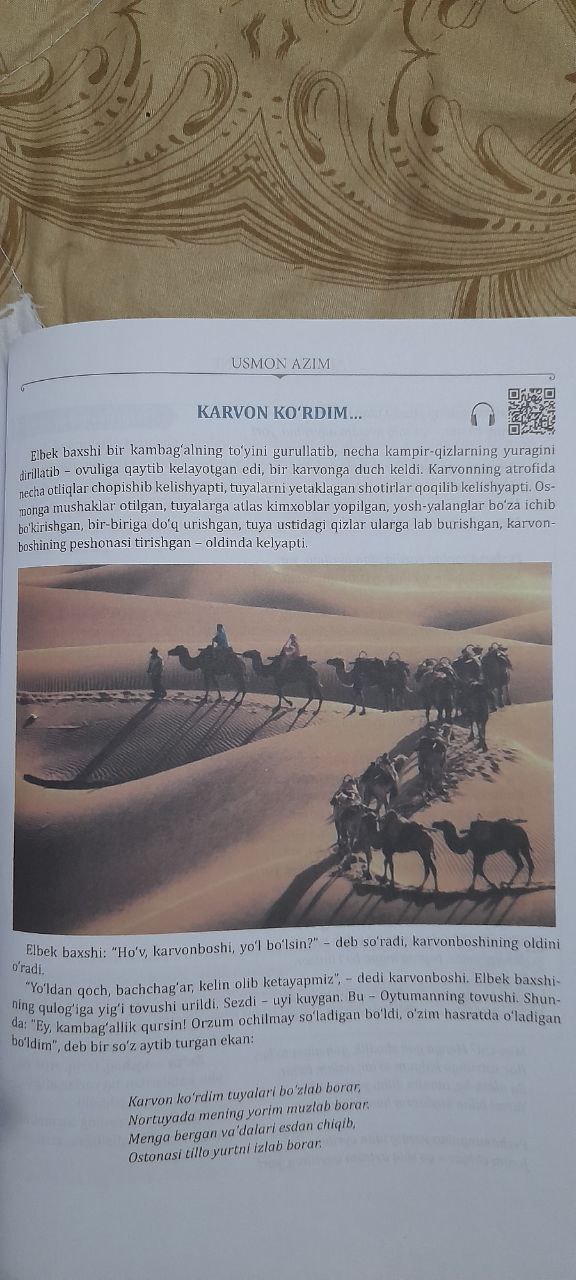 USMON AZIM
KARVON KO‘RDIM...
Elbek baxshi bir kambag‘alning to‘yini gurullatib, necha kampir-qizlarning yuragini
dirillatib – ovuliga qaytib kelayotgan edi, bir karvonga duch keldi. Karvonning atrofida
necha otliqlar chopishib kelishyapti, tuyalarni yetaklagan shotirlar qoqilib kelishyapti. Os-
monga mushaklar otilgan, tuyalarga atlas kimxoblar yopilgan, yosh-yalanglar bo‘za ichib
bo‘kirishgan, bir-biriga do‘q urishgan, tuya ustidagi qizlar ularga lab burishgan, karvon-
boshining peshonasi tirishgan – oldinda kelyapti.
Elbek baxshi: “Ho‘v, karvonboshi, yo‘l bo‘lsin?” – deb so‘radi, karvonboshining oldini
o‘radi.
“Yo‘ldan qoch, bachchag‘ar, kelin olib ketayapmiz”, – dedi karvonboshi. Elbek baxshi-
ning qulog‘iga yig‘i tovushi urildi. Sezdi – uyi kuygan. Bu – Oytumanning tovushi. Shun-
da: “Ey, kambag‘allik qursin! Orzum ochilmay so‘ladigan bo‘ldi, o‘zim hasratda o‘ladigan
bo‘ldim”, deb bir so‘z aytib turgan ekan:
Karvon ko‘rdim tuyalari bo‘zlab borar,
Nortuyada mening yorim muzlab borar.
Menga bergan va’dalari esdan chiqib,
Ostonasi tillo yurtni izlab borar.